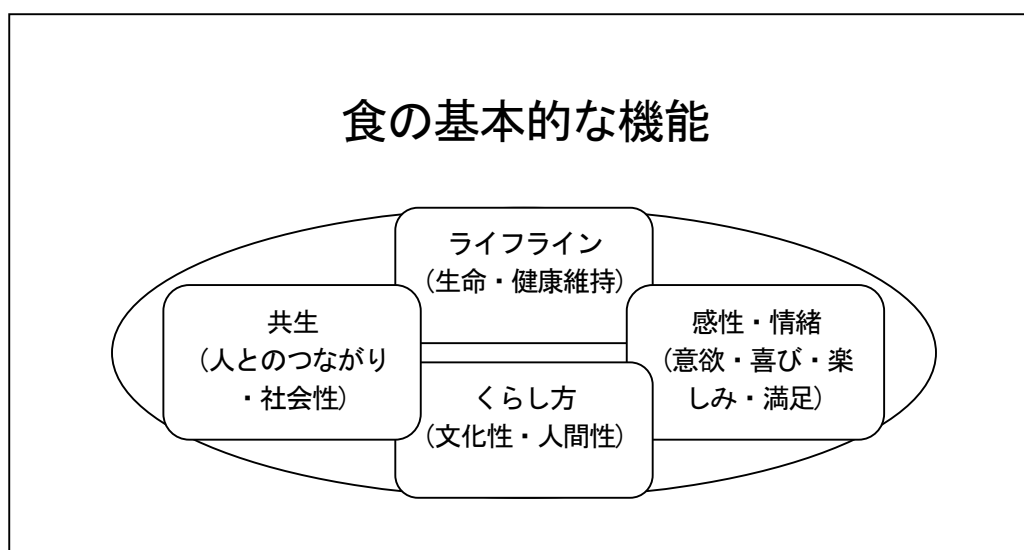 食の基本的な機能
ライフライン
（生命・健康維持）
共生
（人とのつながり
・社会性）
感性・情緒
（意欲・喜び・楽
しみ・満足）
くらし方
（文化性・人間性）